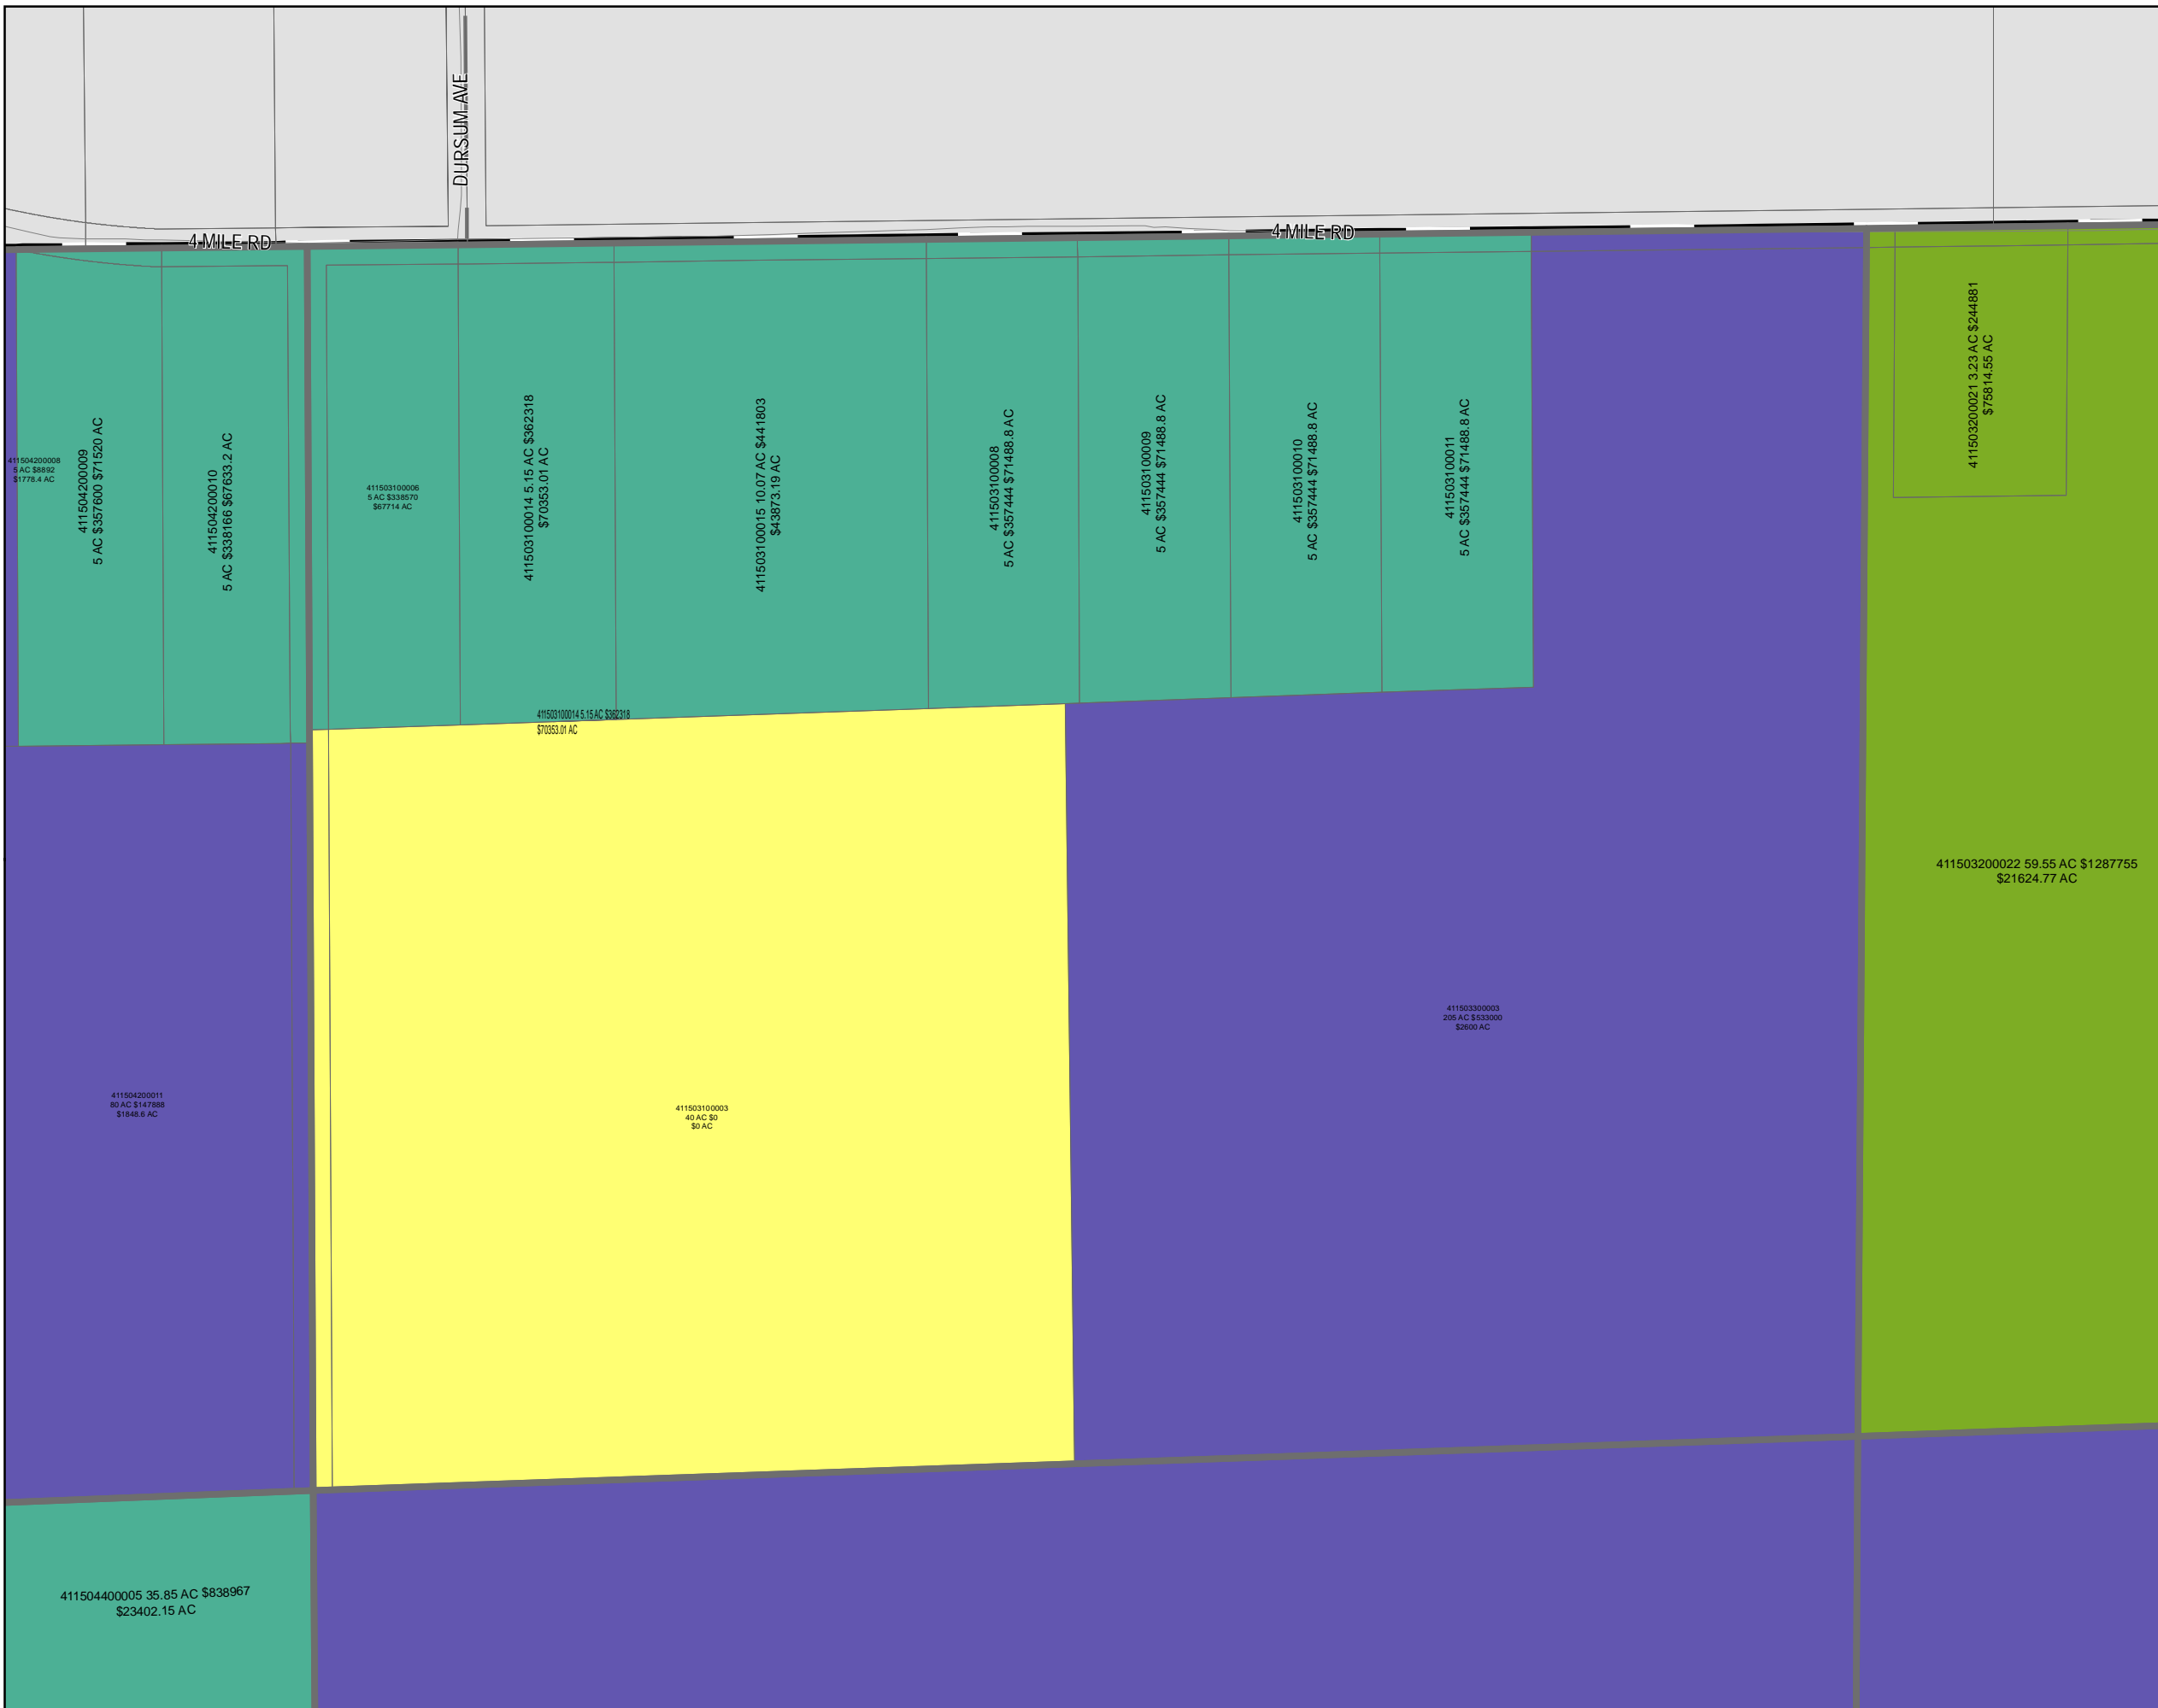 DURSUM AVE
4 MILE RD
4 MILE RD
411504200008
5 AC $8892
$1778.4 AC
411504200009
5 AC $357600 $71520 AC
411504200010
5 AC $338166 $67633.2 AC
411503100006
5 AC $338570
$67714 AC
411503100014 5.15 AC $362318
$70353.01 AC
411503100015 10.07 AC $441803
$43873.19 AC
411503100008
5 AC $357444 $71488.8 AC
411503100009
5 AC $357444 $71488.8 AC
411503100010
5 AC $357444 $71488.8 AC
411503100011
5 AC $357444 $71488.8 AC
411503200021 3.23 AC $244881
$75814.55 AC
411503100014 5.15 AC $362318
$70353.01 AC
411503200022 59.55 AC $1287755
$21624.77 AC
411503300003
205 AC $533000
$2600 AC
411504200011
80 AC $147888
$1848.6 AC
411503100003
40 AC $0
$0 AC
411504400005 35.85 AC $838967
$23402.15 AC